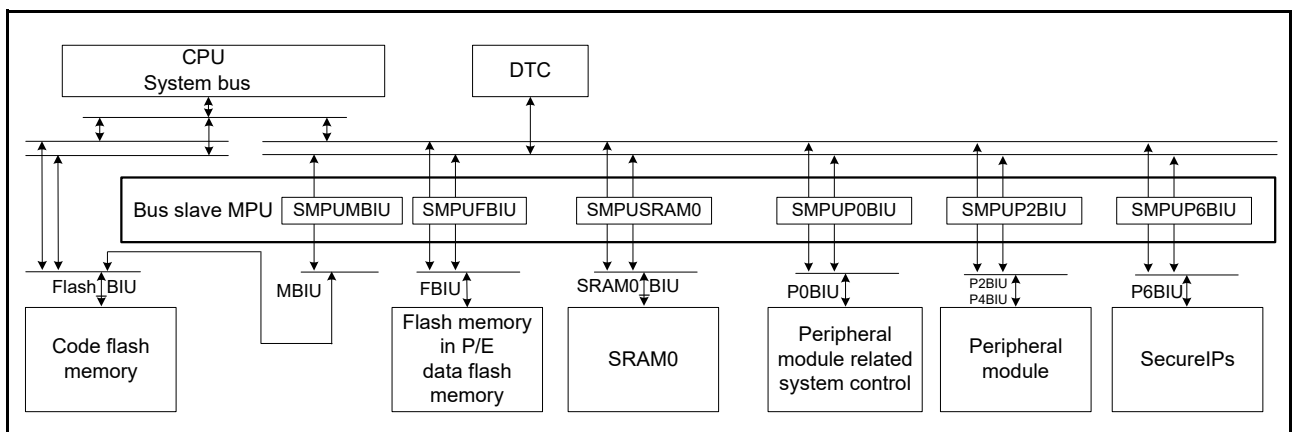 CPU
System bus
DTC
Bus slave MPU
SMPUMBIU
SMPUFBIU
SMPUSRAM0
SMPUP0BIU
SMPUP2BIU
SMPUP6BIU
Flash BIU
MBIU
FBIU
SRAM0 BIU
P0BIU
P2BIU
P4BIU
P6BIU
Code flash
memory
Flash memory
in P/E
data flash
memory
SRAM0
Peripheral
module related
system control
Peripheral
module
SecureIPs